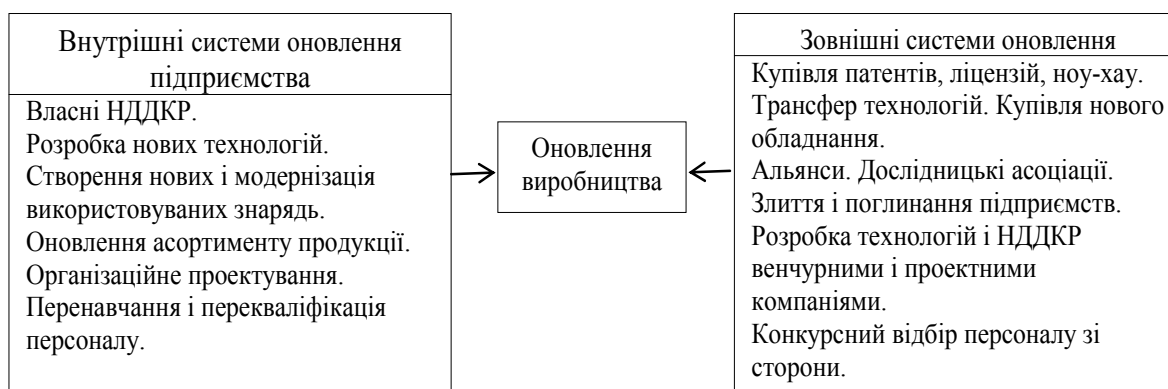 Внутрішні системи оновлення
підприємства
Власні НДДКР.
Розробка нових технологій.
Створення нових і модернізація
використовуваних знарядь.
Оновлення асортименту продукції.
Організаційне проектування.
Перенавчання і перекваліфікація
персоналу.
Оновлення
виробництва
Зовнішні системи оновлення
Купівля патентів, ліцензій, ноу-хау.
Трансфер технологій. Купівля нового
обладнання.
Альянси. Дослідницькі асоціації.
Злиття і поглинання підприємств.
Розробка технологій і НДДКР
венчурними і проектними
компаніями.
Конкурсний відбір персоналу зі
сторони.